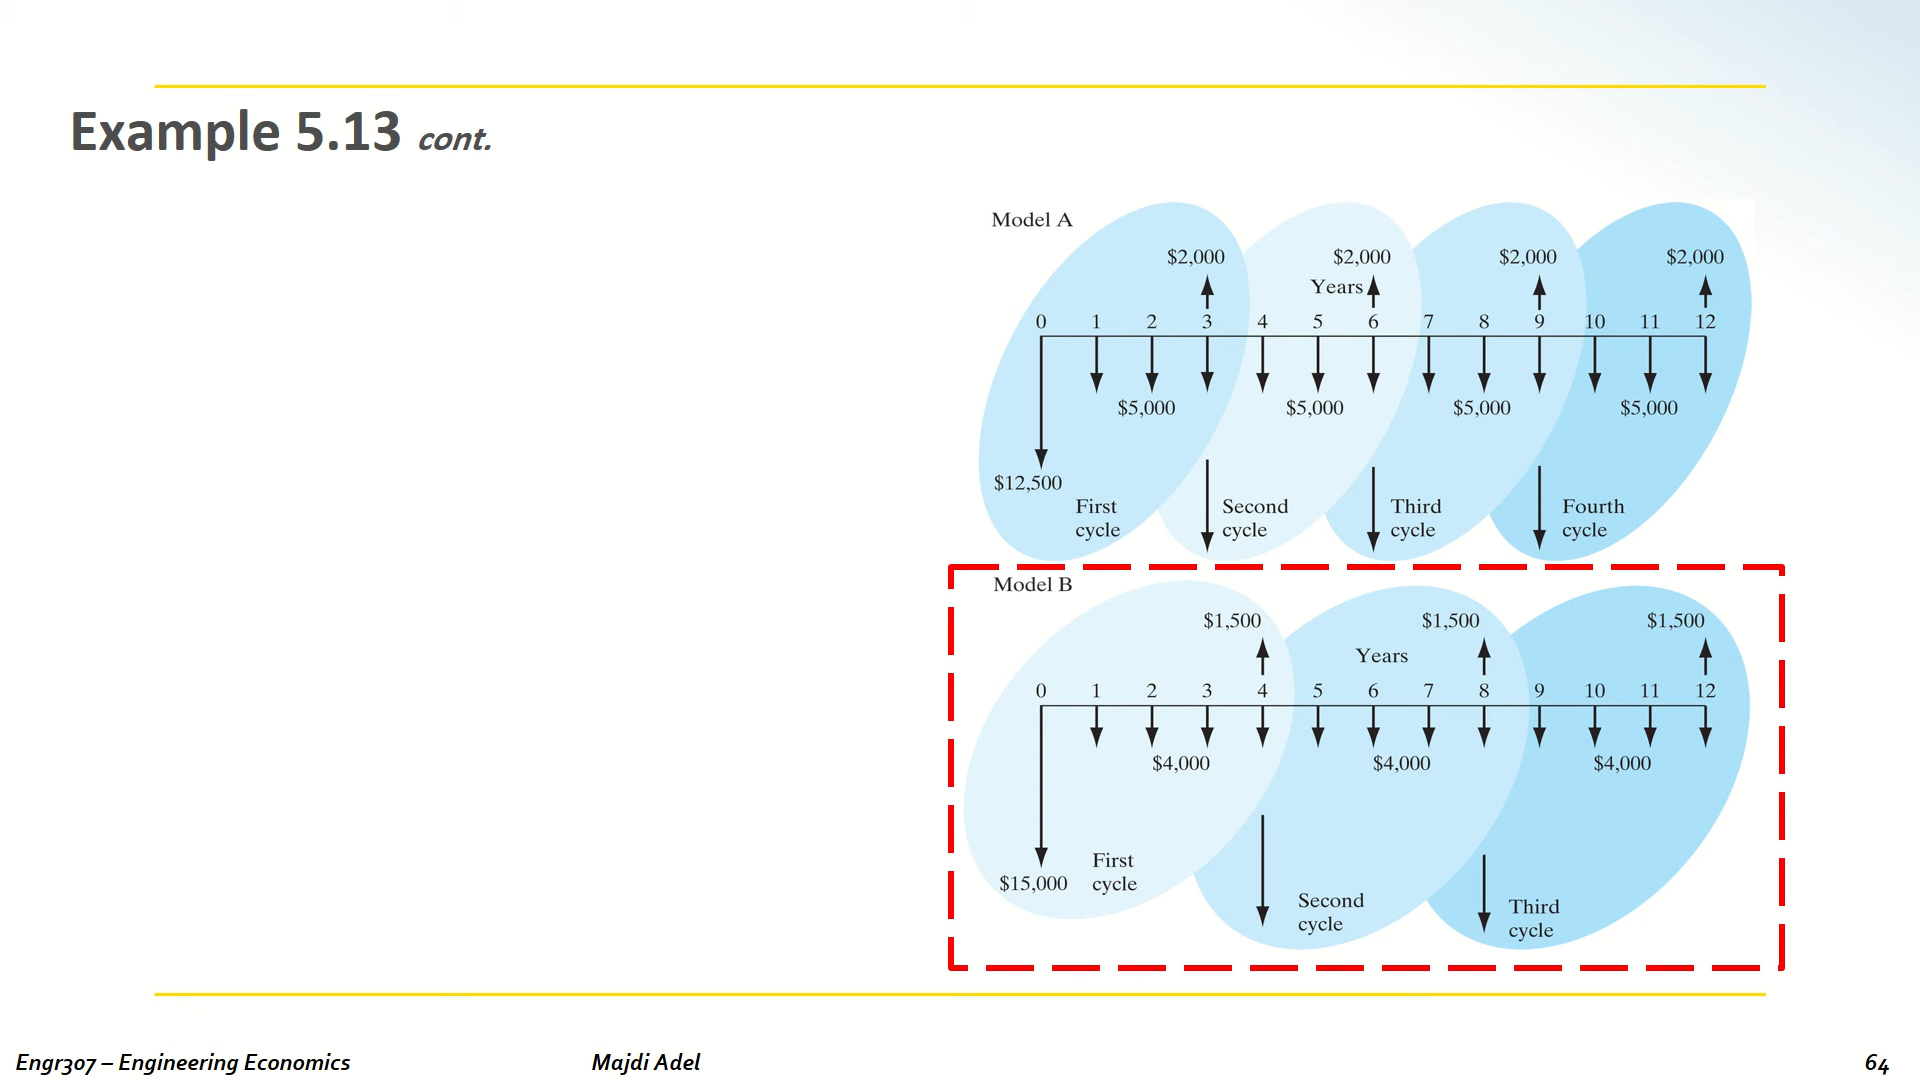 Example 5.13 cont.
Model A
$2,000 $2,000 $2,000 $2,000
Years
0 1 2 3 4 5 6 7 8 9 10 11 12
$5,000 $5,000 $5,000 $5,000
$12,500
First cycle
Second cycle
Third cycle
Fourth cycle
Model B
$1,500 $1,500 $1,500
Years
0 1 2 3 4 5 6 7 8 9 10 11 12
$4,000 $4,000 $4,000
$15,000
First cycle
Second cycle
Third cycle
Engr307 – Engineering Economics Majdi Adel 64